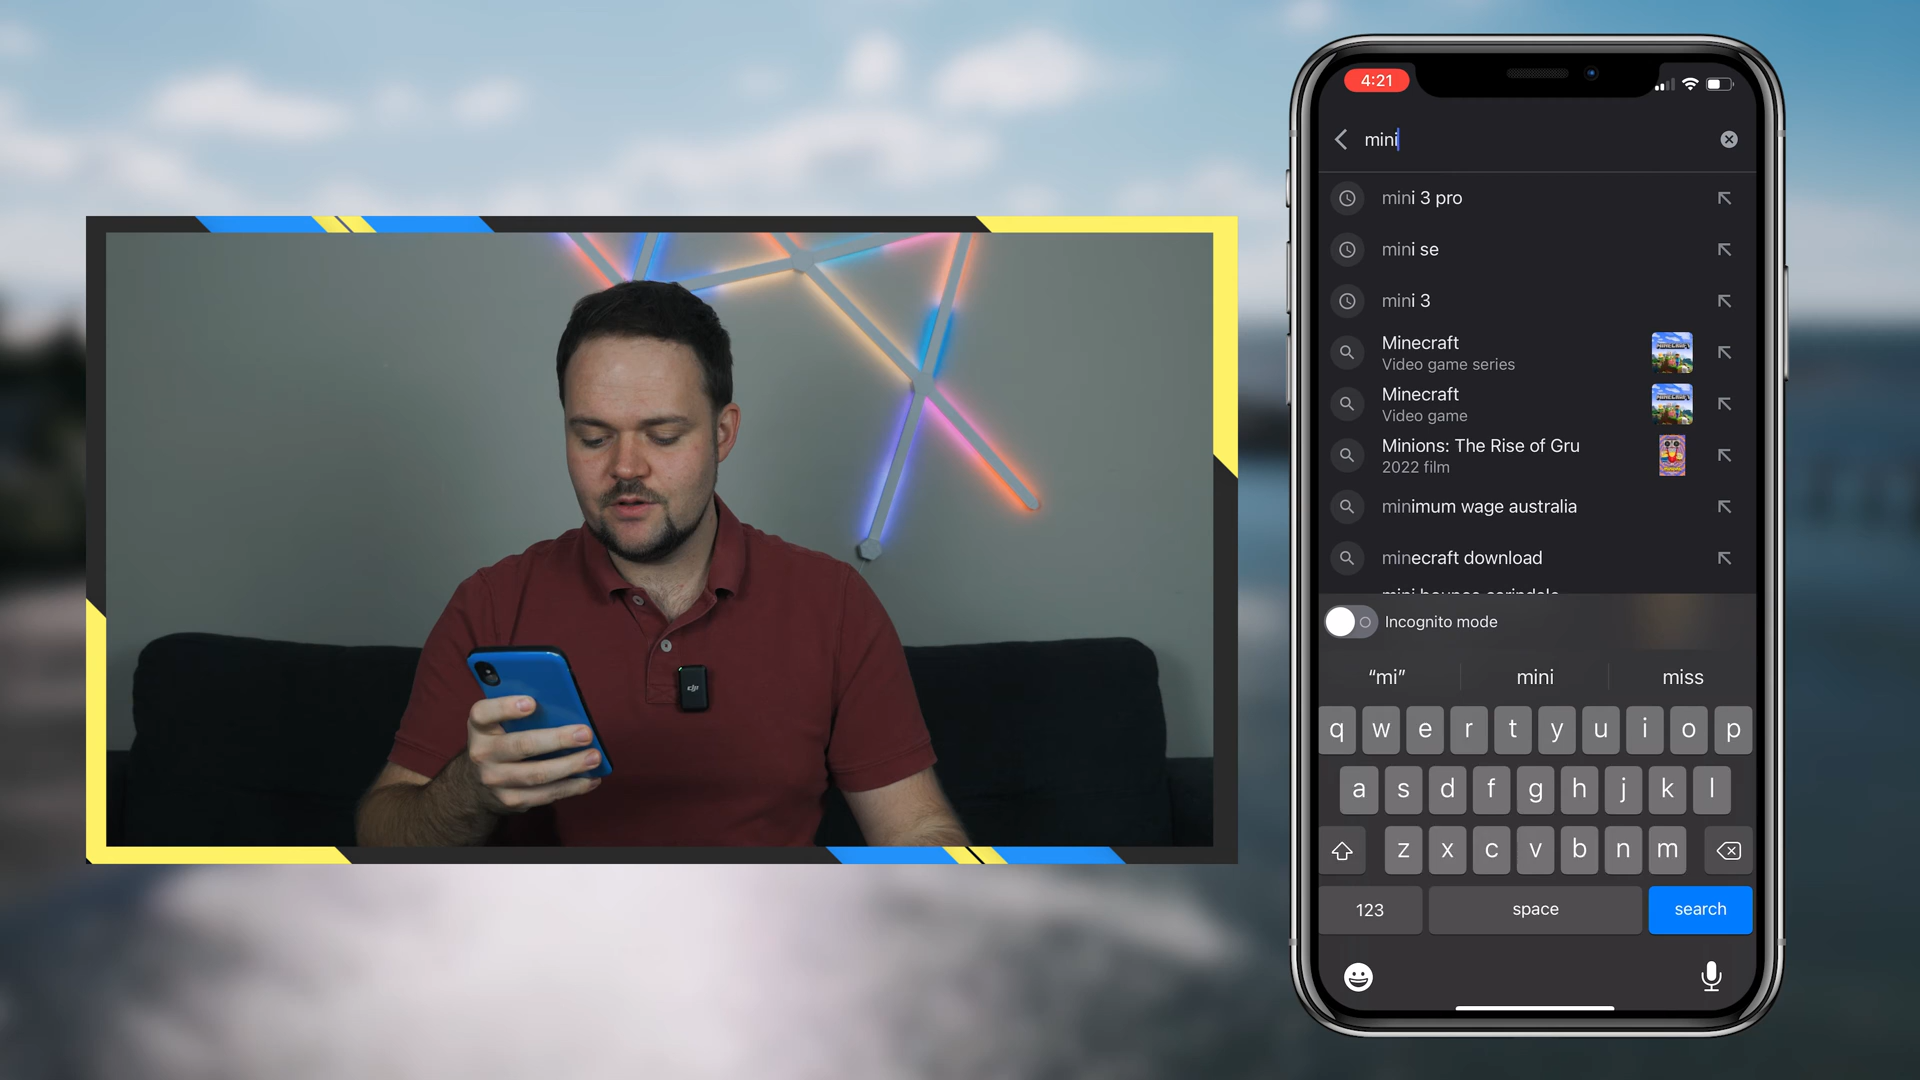 dji
4:21
mini
mini 3 pro
mini se
mini 3
Minecraft
Video game series
Minecraft
Video game
Minions: The Rise of Gru
2022 film
minimum wage australia
minecraft download
Incognito mode
“mi” mini miss
q w e r t y u i o p
a s d f g h j k l
z x c v b n m
123 space search